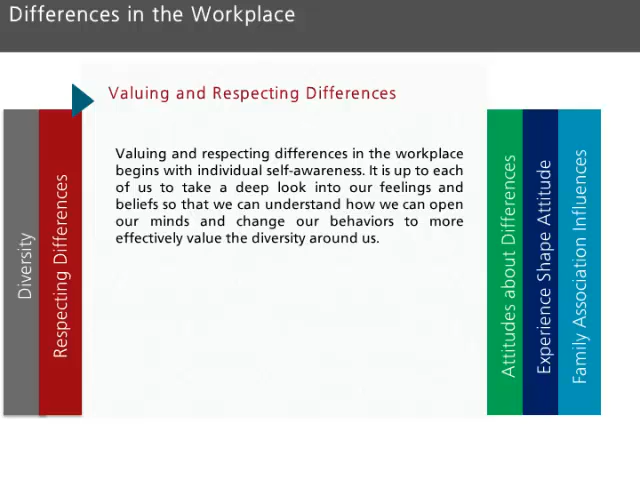 Differences in the Workplace
Valuing and Respecting Differences
Valuing and respecting differences in the workplace
begins with individual self-awareness. It is up to each
of us to take a deep look into our feelings and
beliefs so that we can understand how we can open
our minds and change our behaviors to more
effectively value the diversity around us.
Diversity
Respecting Differences
Attitudes about Differences
Experience Shape Attitude
Family Association Influences